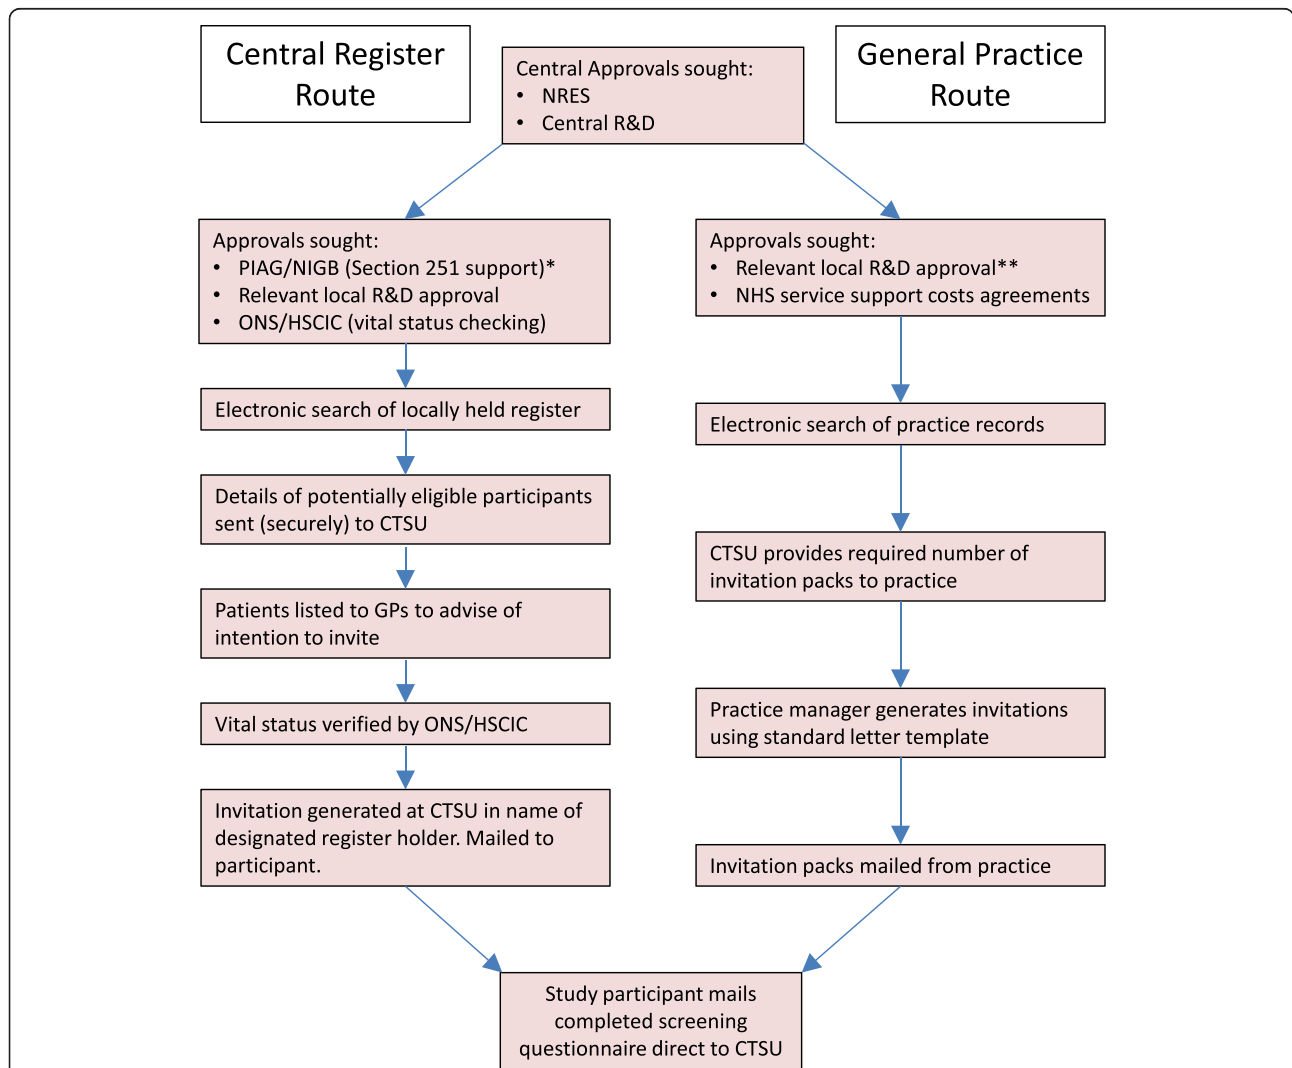 Central Register
Route
Central Approvals sought:
• NRES
• Central R&D
General Practice
Route
Approvals sought:
• PIAG/NIGB (Section 251 support)*
• Relevant local R&D approval
• ONS/HSCIC (vital status checking)
Electronic search of locally held register
Details of potentially eligible participants
sent (securely) to CTSU
Patients listed to GPs to advise of
intention to invite
Vital status verified by ONS/HSCIC
Invitation generated at CTSU in name of
designated register holder. Mailed to
participant.
Approvals sought:
• Relevant local R&D approval**
• NHS service support costs agreements
Electronic search of practice records
CTSU provides required number of
invitation packs to practice
Practice manager generates invitations
using standard letter template
Invitation packs mailed from practice
Study participant mails
completed screening
questionnaire direct to CTSU